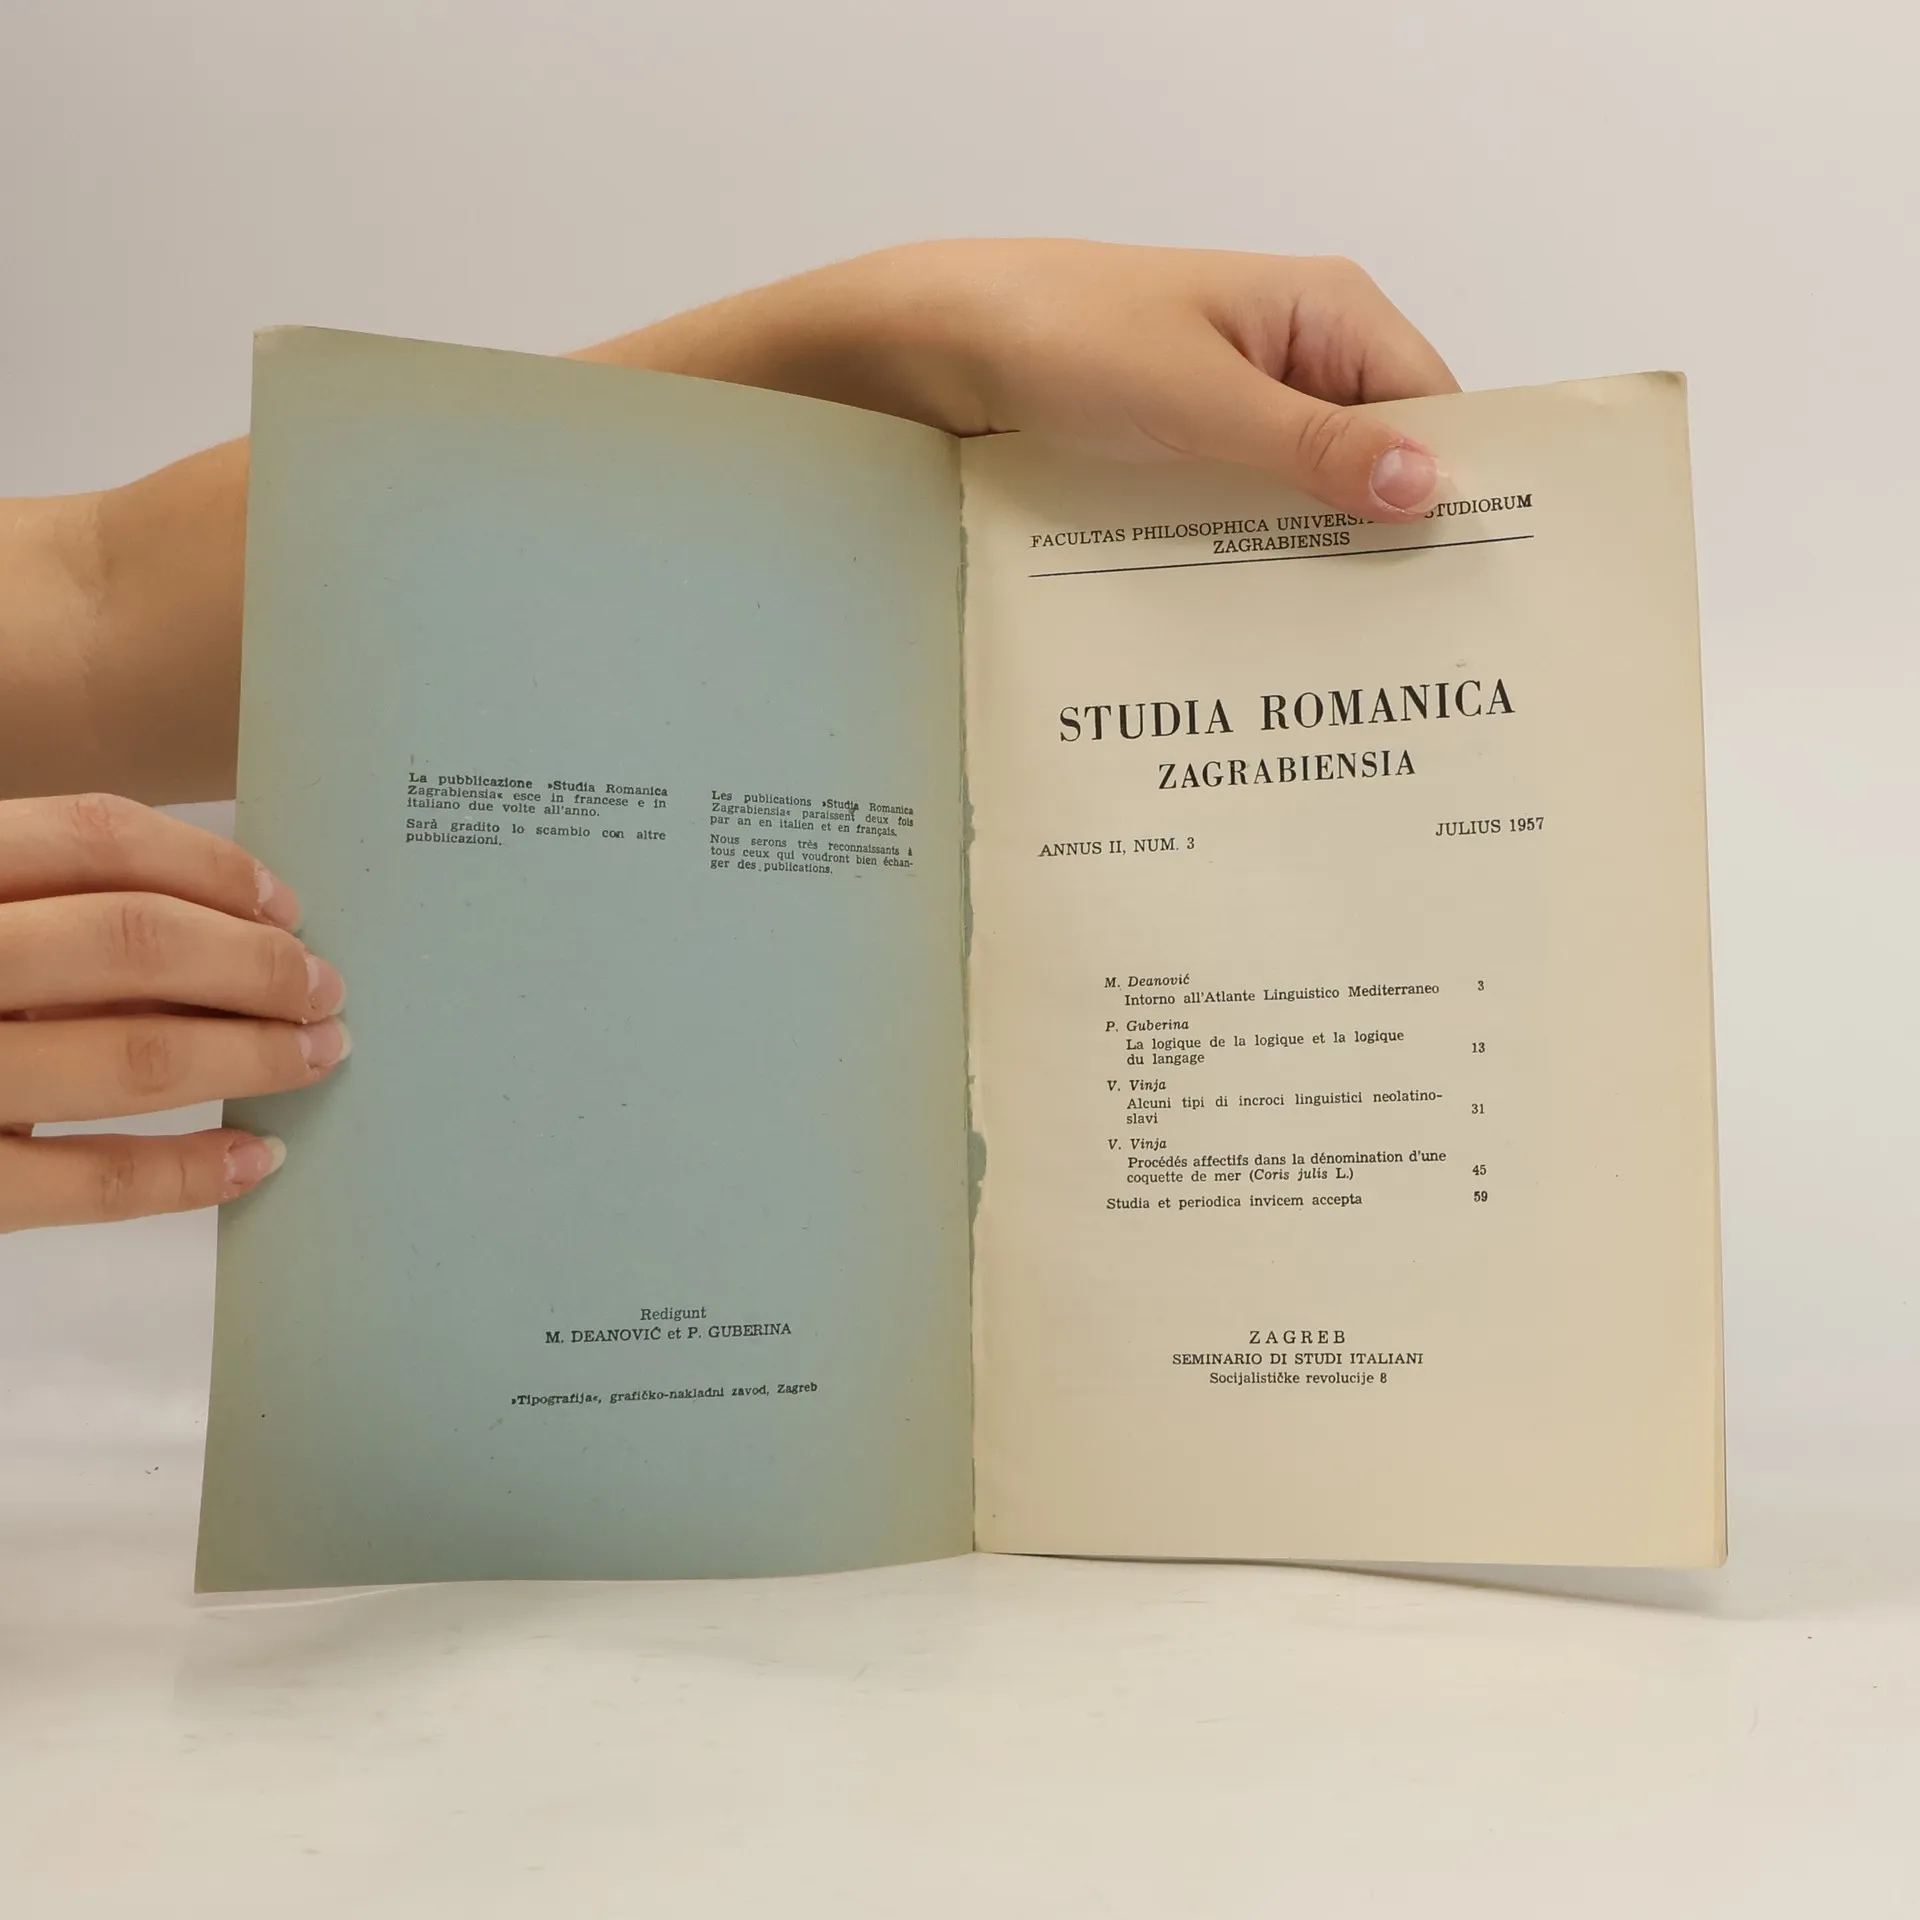 La pubblicazione »Studia Romanica
Zagrabiensia« esce in francese e in
italiano due volte all'anno.
Sarà gradito lo scambio con altre
pubblicazioni.
Les publications »Studia Romanica
Zagrabiensia« paraissent deux fois
par an en italien et en français.
Nous serons très reconnaissants à
tous ceux qui voudront bien échan-
ger des publications.
Redigunt
M. DEANOVIĆ et P. GUBERINA
»Tipografija«, grafičko-nakladni zavod, Zagreb
FACULTAS PHILOSOPHICA STUDIORUM
ZAGRABIENSIS
STUDIA ROMANICA
ZAGRABIENSIA
ANNUS II, NUM. 3 JULIUS 1957
M. Deanović
Intorno all'Atlante Linguistico Mediterraneo 3
P. Guberina
La logique de la logique et la logique
du langage 13
V. Vinja
Alcuni tipi di incroci linguistici neolatino-
slavi 31
V. Vinja
Procédés affectifs dans la dénomination d'une
coquette de mer (Coris julis L.) 45
Studia et periodica invicem accepta 59
ZAGREB
SEMINARIO DI STUDI ITALIANI
Socijalističke revolucije 8